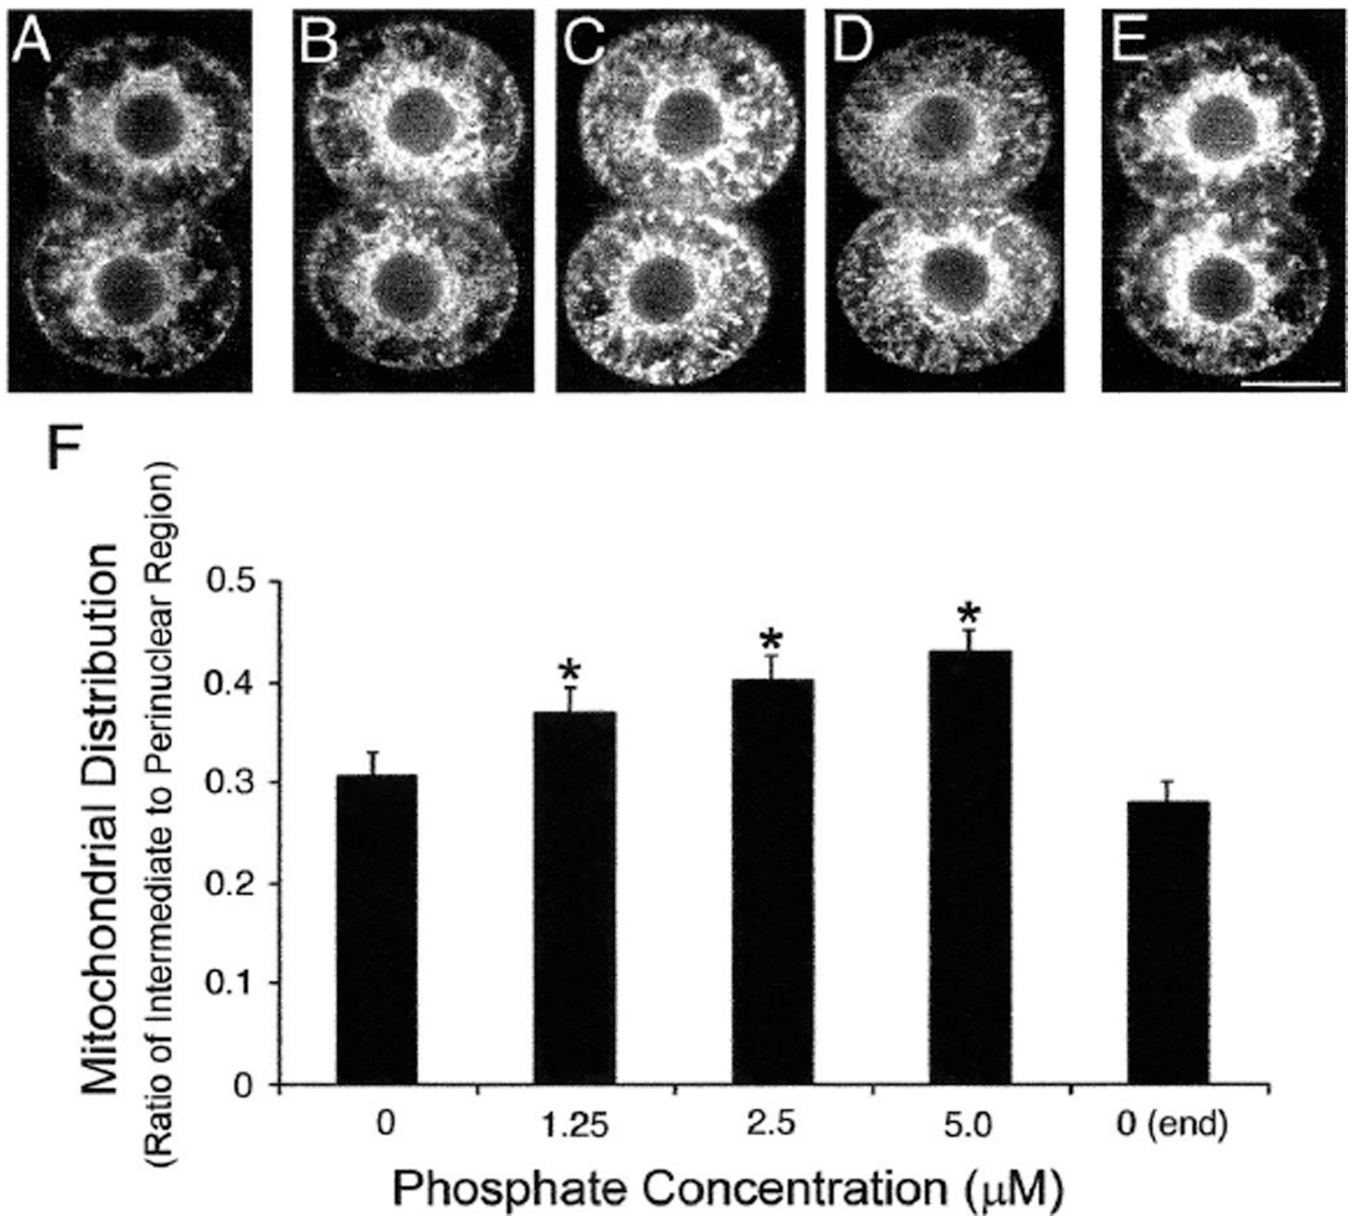 A B C D E
F
Mitochondrial Distribution
(Ratio of Intermediate to Perinuclear Region)
0.5
0.4
0.3
0.2
0.1
0
* * *
0 1.25 2.5 5.0 0 (end)
Phosphate Concentration (μM)